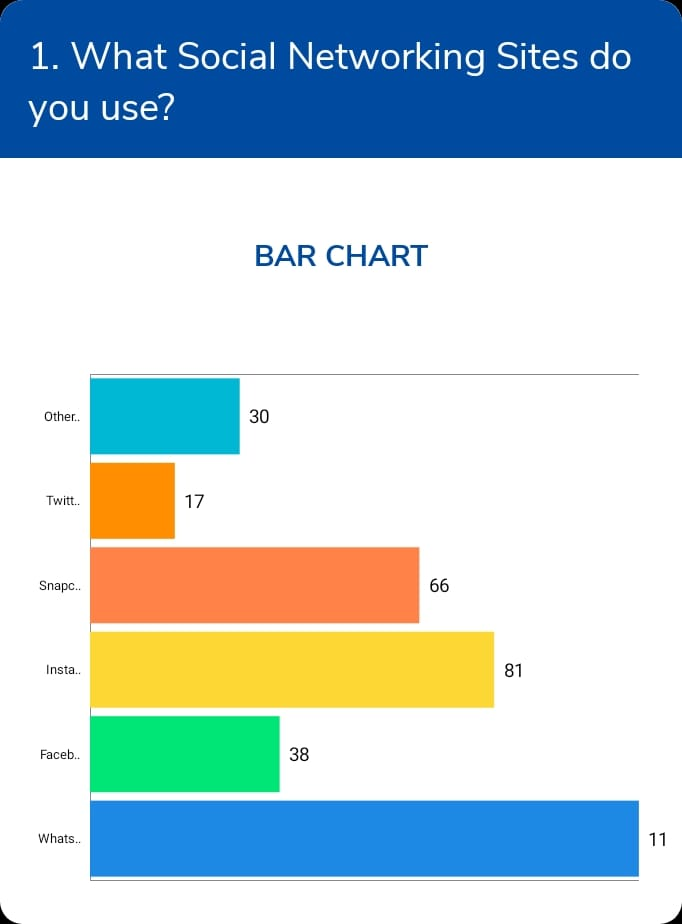 1. What Social Networking Sites do
you use?
BAR CHART
Other.. 30
Twitt.. 17
Snapc.. 66
Insta.. 81
Faceb.. 38
Whats.. 11